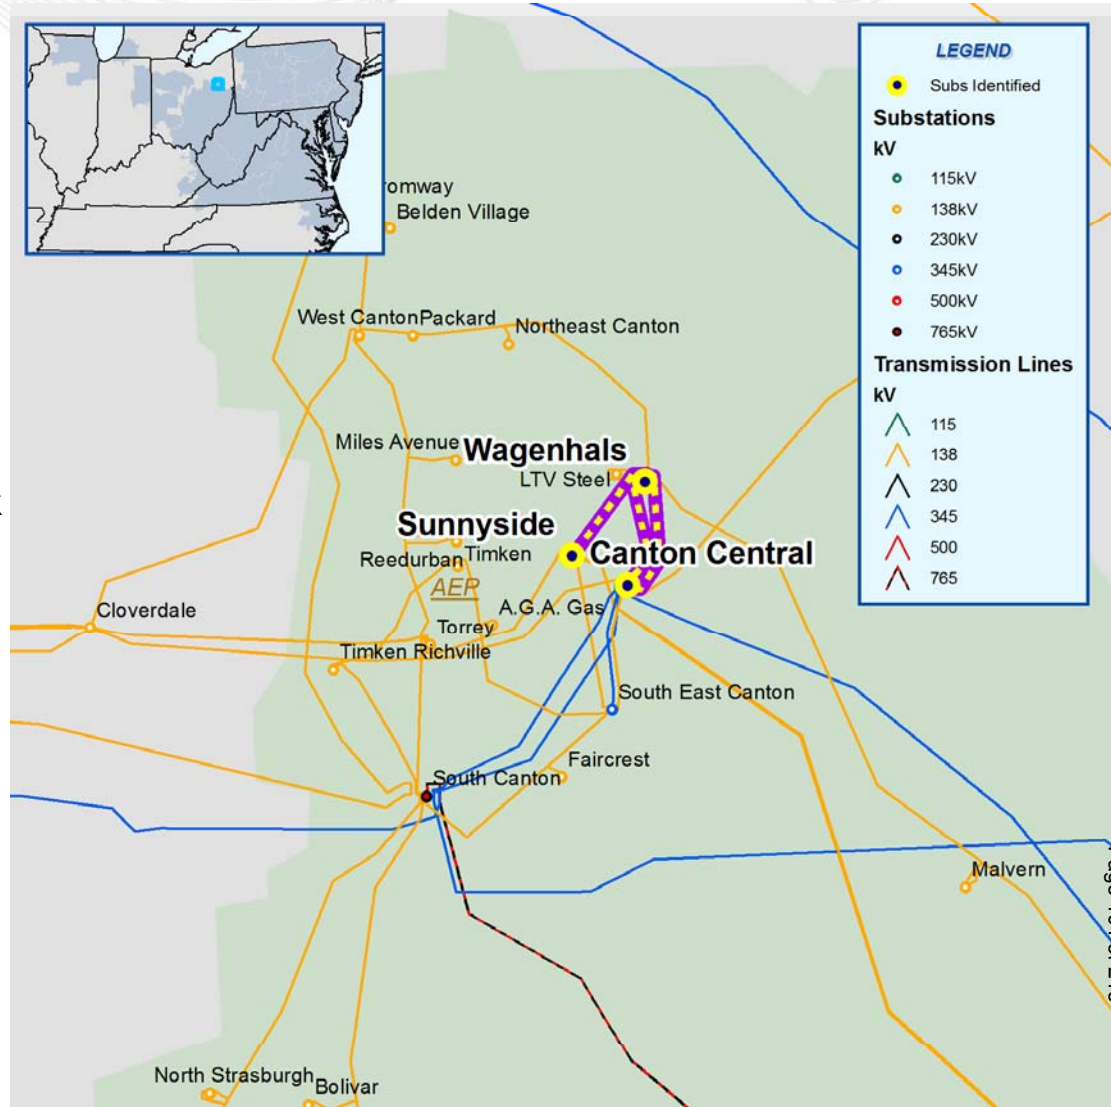 LEGEND
Subs Identified
Substations
kV
115kV
138kV
230kV
345kV
500kV
765kV
Transmission Lines
kV
115
138
230
345
500
765
romway
Belden Village
West Canton Packard
Northeast Canton
Miles Avenue
Wagenhals
LTV Steel
Sunnyside
Canton Central
Reedurban Timken
AEP
A.G.A. Gas
Cloverdale
Torrey
Timken Richville
South East Canton
Faircrest
South Canton
Malvern
North Strasburgh
Bolivar